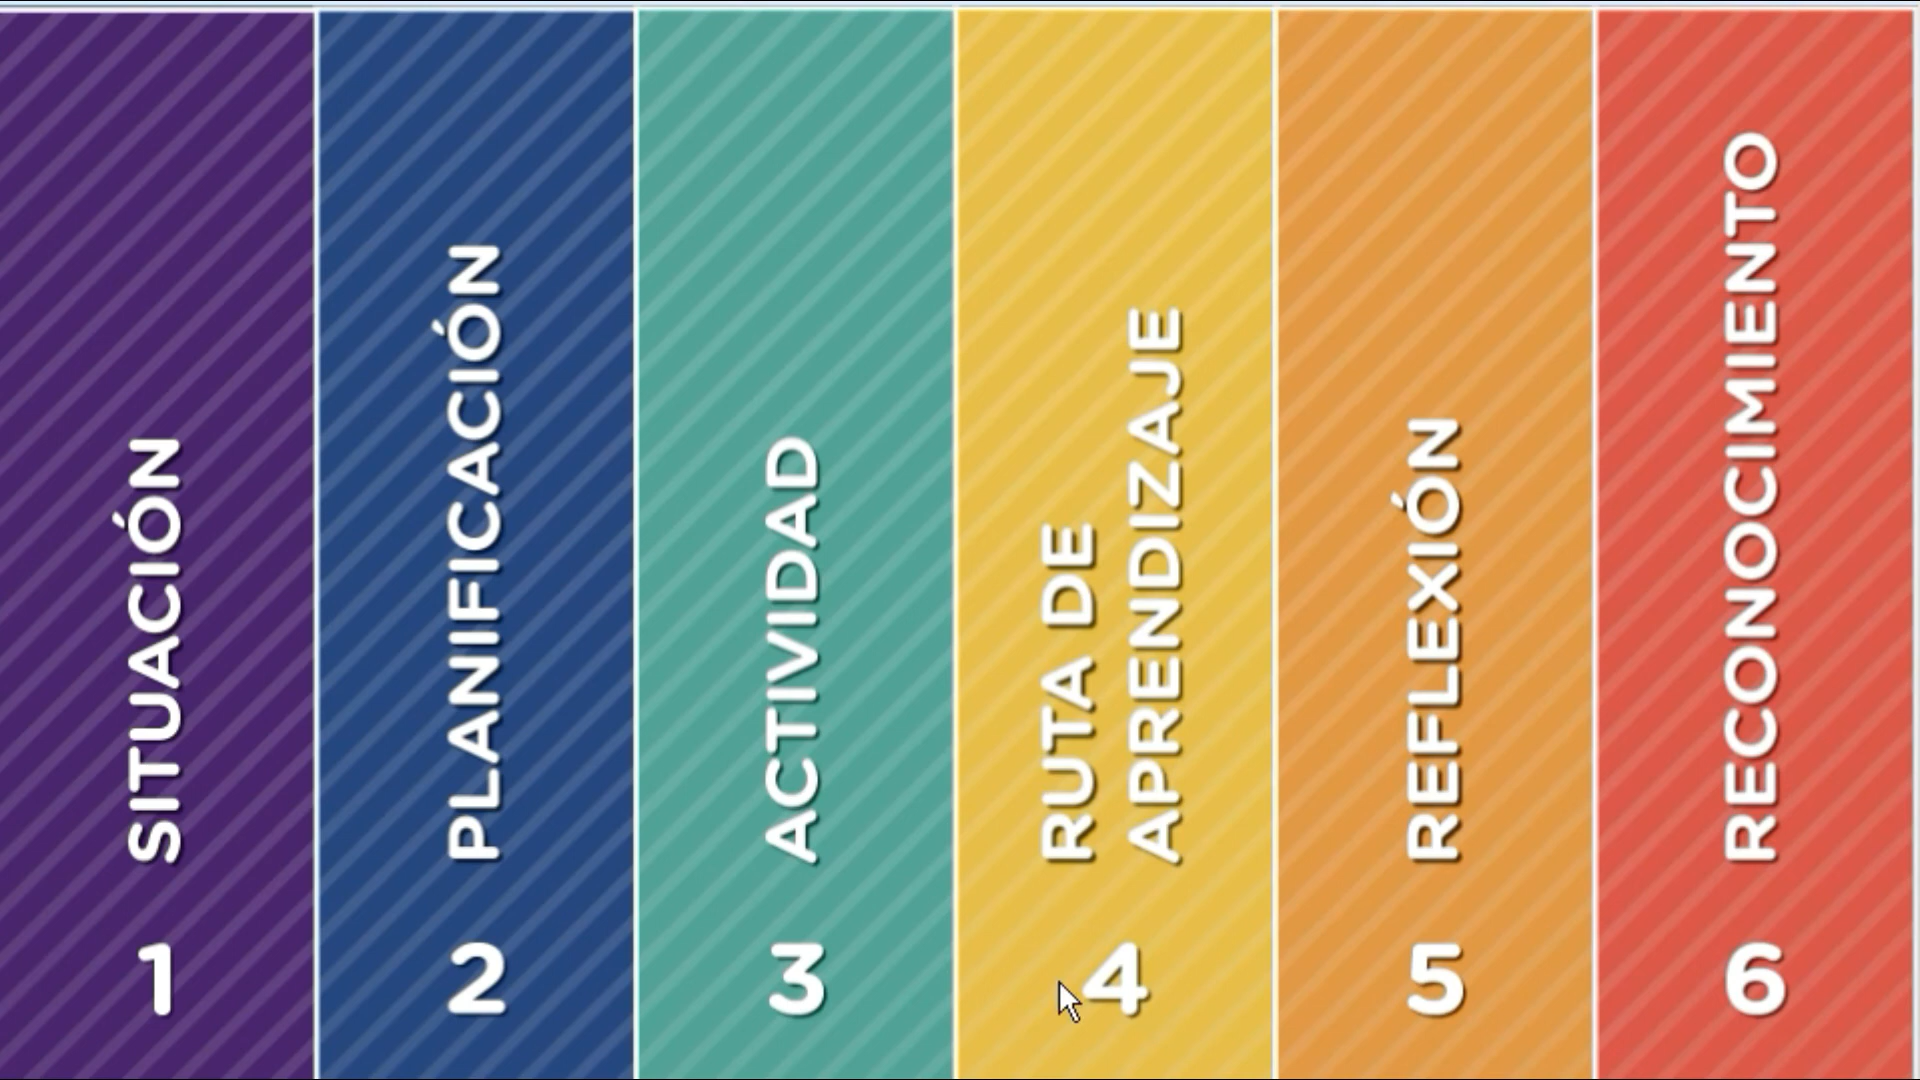 SITUACIÓN
1
PLANIFICACIÓN
2
ACTIVIDAD
3
RUTA DE
APRENDIZAJE
4
REFLEXIÓN
5
RECONOCIMIENTO
6